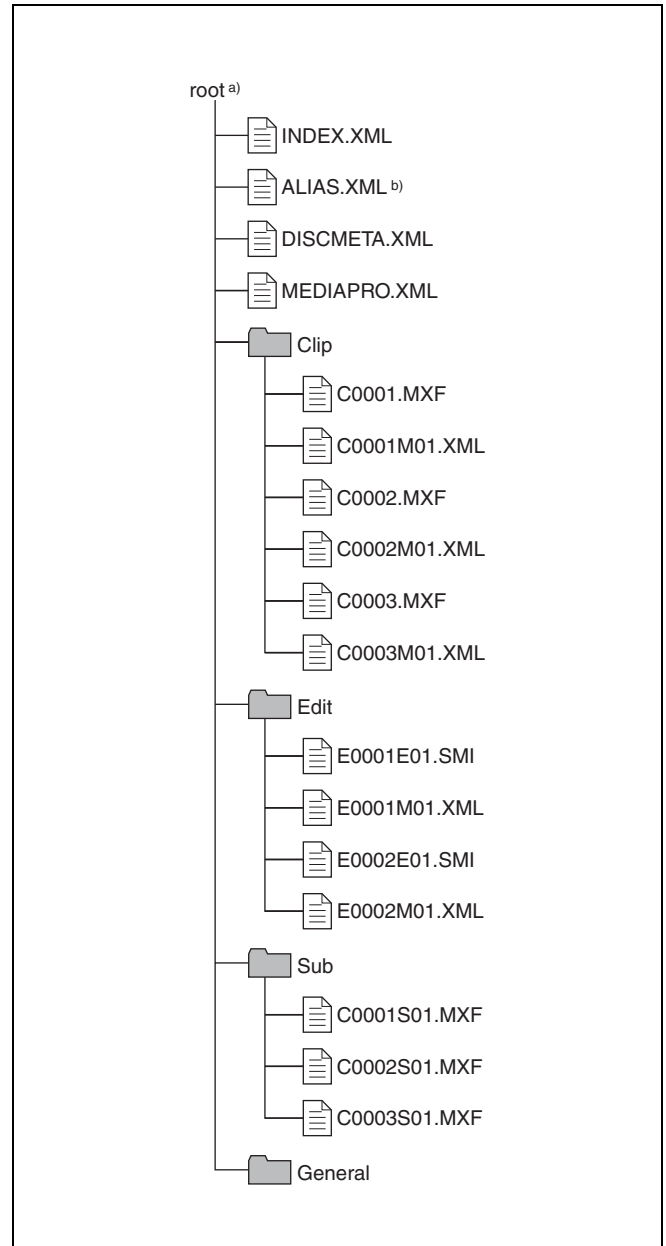 root a)
INDEX.XML
ALIAS.XML b)
DISCMETA.XML
MEDIAPRO.XML
Clip
C0001.MXF
C0001M01.XML
C0002.MXF
C0002M01.XML
C0003.MXF
C0003M01.XML
Edit
E0001E01.SMI
E0001M01.XML
E0002E01.SMI
E0002M01.XML
Sub
C0001S01.MXF
C0002S01.MXF
C0003S01.MXF
General